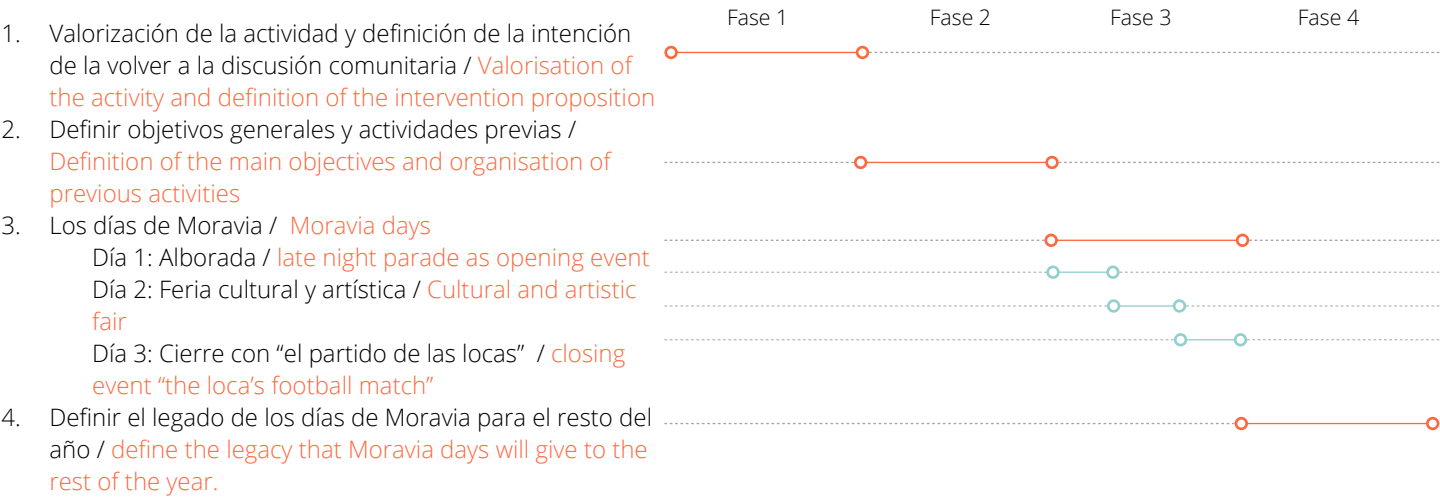 Fase 1 Fase 2 Fase 3 Fase 4
1. Valorización de la actividad y definición de la intención
de la volver a la discusión comunitaria / Valorisation of
the activity and definition of the intervention proposition
2. Definir objetivos generales y actividades previas /
Definition of the main objectives and organisation of
previous activities
3. Los días de Moravia / Moravia days
Día 1: Alborada / late night parade as opening event
Día 2: Feria cultural y artística / Cultural and artistic
fair
Día 3: Cierre con “el partido de las locas” / closing
event “the loca’s football match”
4. Definir el legado de los días de Moravia para el resto del
año / define the legacy that Moravia days will give to the
rest of the year.